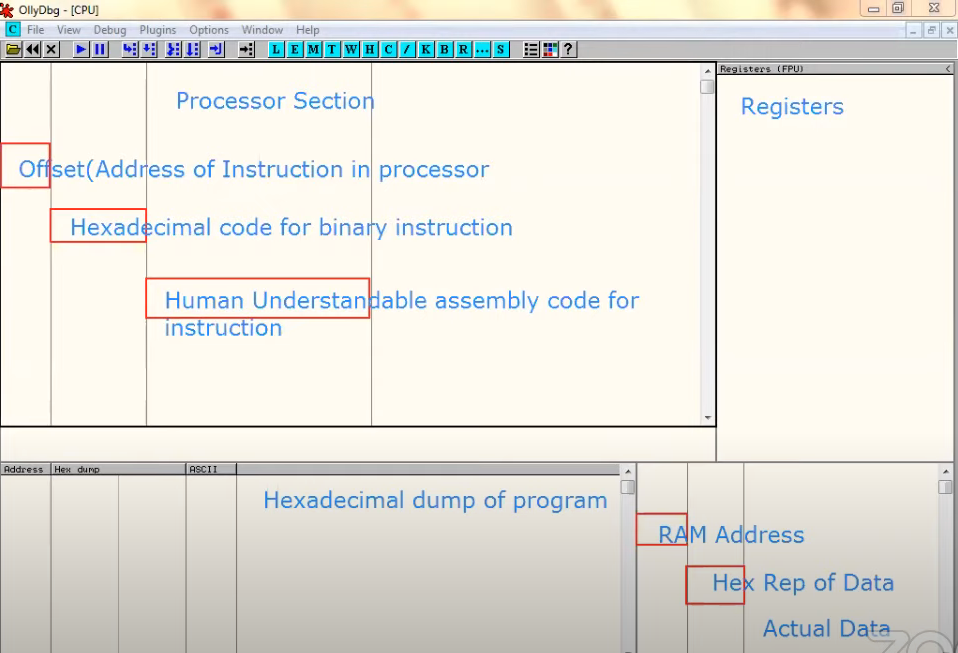 OllyDbg - [CPU]
C File View Debug Plugins Options Window Help
L E M T W H C / K B R ... S ?
Registers (FPU) <
Processor Section
Registers
Offset(Address of Instruction in processor
Hexadecimal code for binary instruction
Human Understandable assembly code for
instruction
Address Hex dump ASCII
Hexadecimal dump of program
RAM Address
Hex Rep of Data
Actual Data